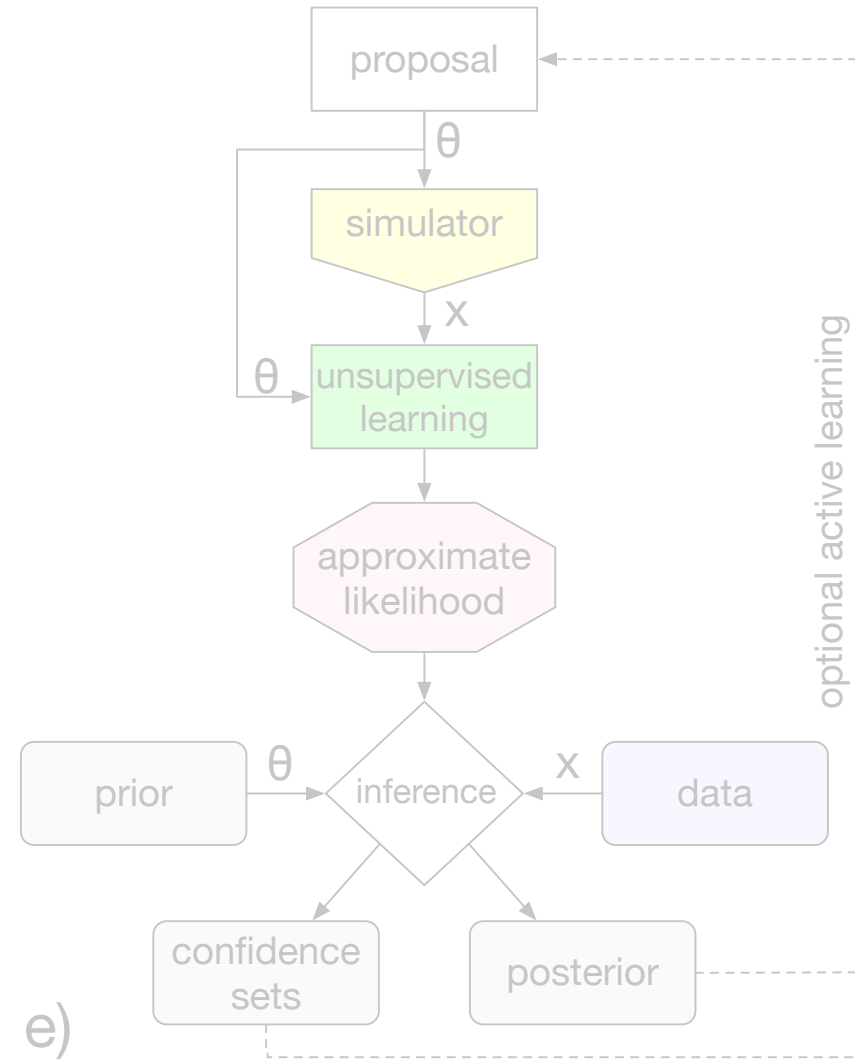 proposal
θ
simulator
x
θ
unsupervised
learning
optional active learning
approximate
likelihood
prior
θ
inference
x
data
confidence
sets
posterior
e)